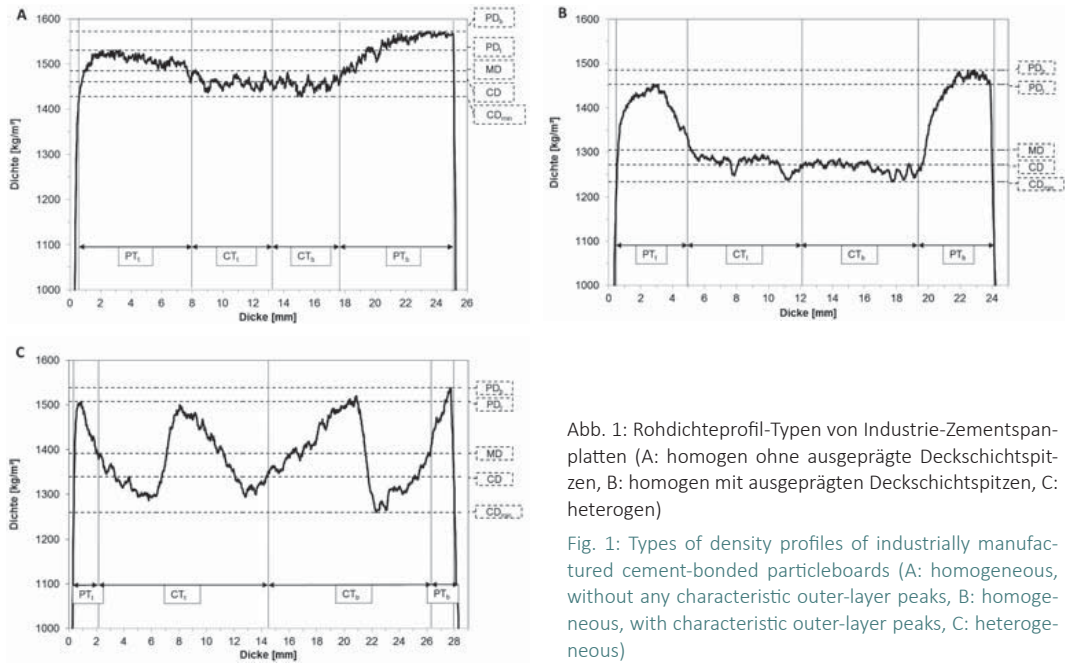 A
Dichte [kg/m³]
1600
1500
1400
1300
1200
1100
1000
0 2 4 6 8 10 12 14 16 18 20 22 24 26
Dicke [mm]
PTt CTt CTb PTb
PDb
PDt
MD
CD
CDmin
B
Dichte [kg/m³]
1600
1500
1400
1300
1200
1100
1000
0 2 4 6 8 10 12 14 16 18 20 22 24
Dicke [mm]
PTt CTt CTb PTb
PDb
PDt
MD
CD
CDmin
C
Dichte [kg/m³]
1600
1500
1400
1300
1200
1100
1000
0 2 4 6 8 10 12 14 16 18 20 22 24 26 28
Dicke [mm]
PTt CTt CTb PTb
PDb
PDt
MD
CD
CDmin
Abb. 1: Rohdichteprofil-Typen von Industrie-Zementspan-
platten (A: homogen ohne ausgeprägte Deckschichtspit-
zen, B: homogen mit ausgeprägten Deckschichtspitzen, C:
heterogen)
Fig. 1: Types of density profiles of industrially manufac-
tured cement-bonded particleboards (A: homogeneous,
without any characteristic outer-layer peaks, B: homoge-
neous, with characteristic outer-layer peaks, C: heteroge-
neous)